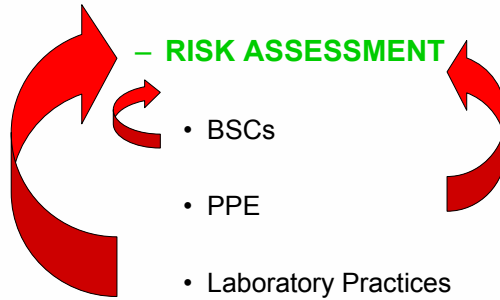 – RISK ASSESSMENT
• BSCs
• PPE
• Laboratory Practices